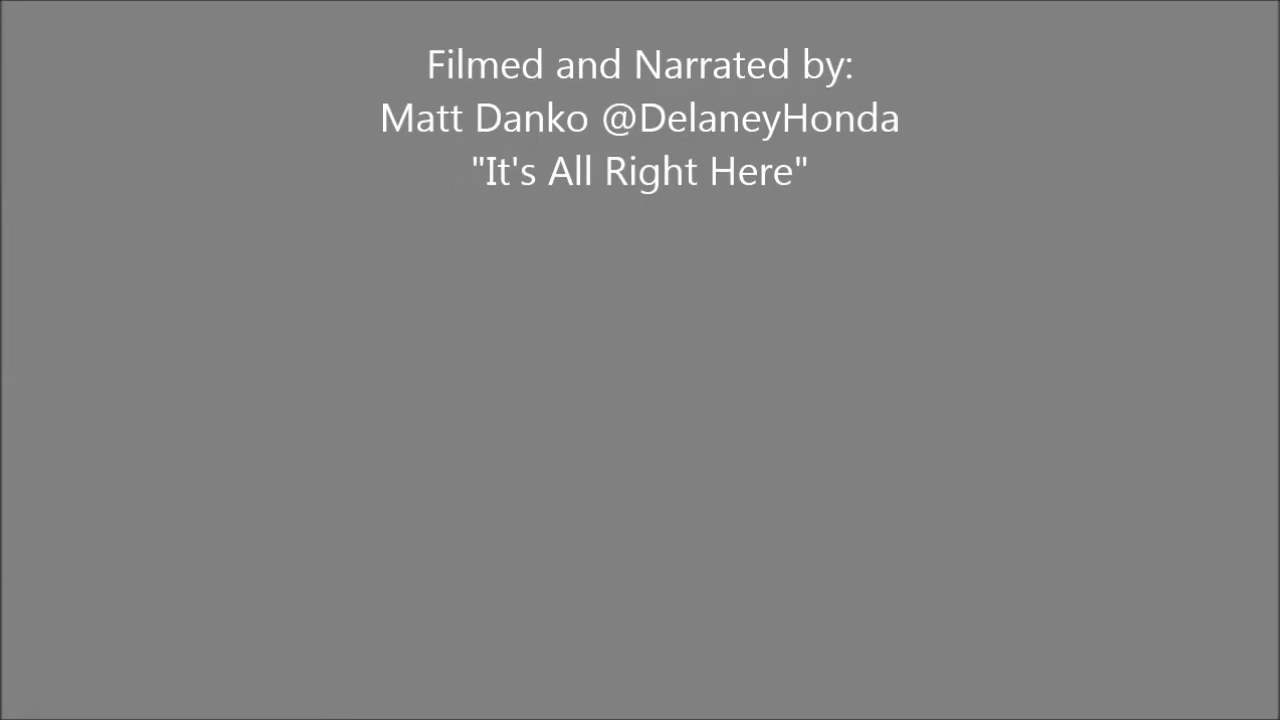 Filmed and Narrated by:
Matt Danko @DelaneyHonda
"It's All Right Here"